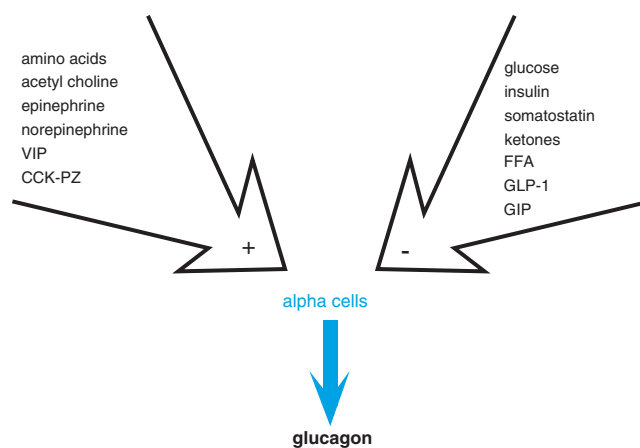 amino acids
acetyl choline
epinephrine
norepinephrine
VIP
CCK-PZ
+
glucose
insulin
somatostatin
ketones
FFA
GLP-1
GIP
-
alpha cells
glucagon